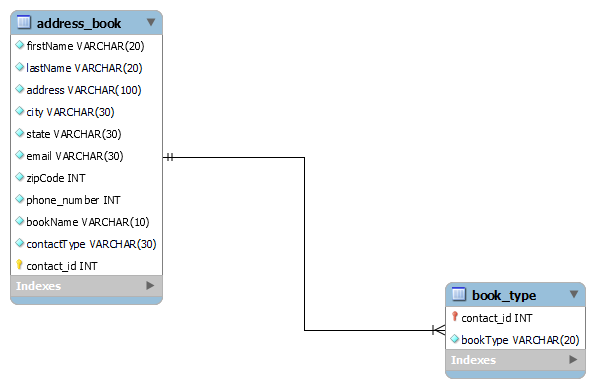 address_book
firstName VARCHAR(20)
lastName VARCHAR(20)
address VARCHAR(100)
city VARCHAR(30)
state VARCHAR(30)
email VARCHAR(30)
zipCode INT
phone_number INT
bookName VARCHAR(10)
contactType VARCHAR(30)
contact_id INT
Indexes
book_type
contact_id INT
bookType VARCHAR(20)
Indexes